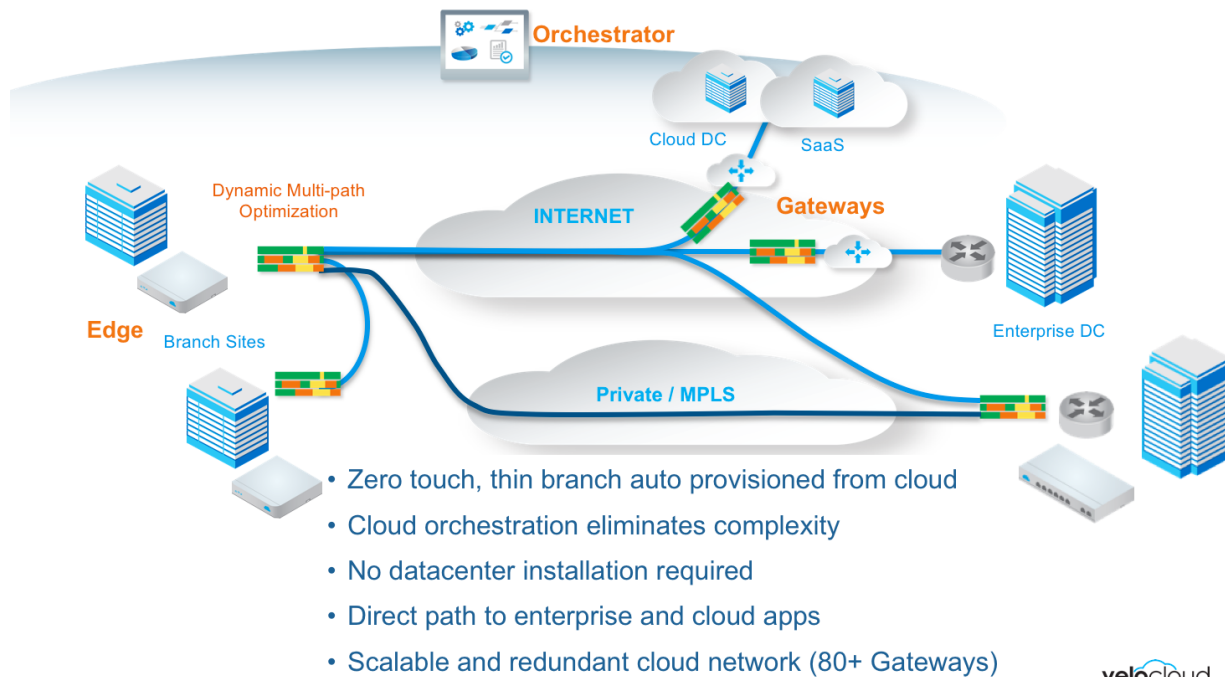 Orchestrator
Cloud DC
SaaS
Dynamic Multi-path
Optimization
INTERNET
Gateways
Edge
Branch Sites
Enterprise DC
Private / MPLS
• Zero touch, thin branch auto provisioned from cloud
• Cloud orchestration eliminates complexity
• No datacenter installation required
• Direct path to enterprise and cloud apps
• Scalable and redundant cloud network (80+ Gateways)
velocloud